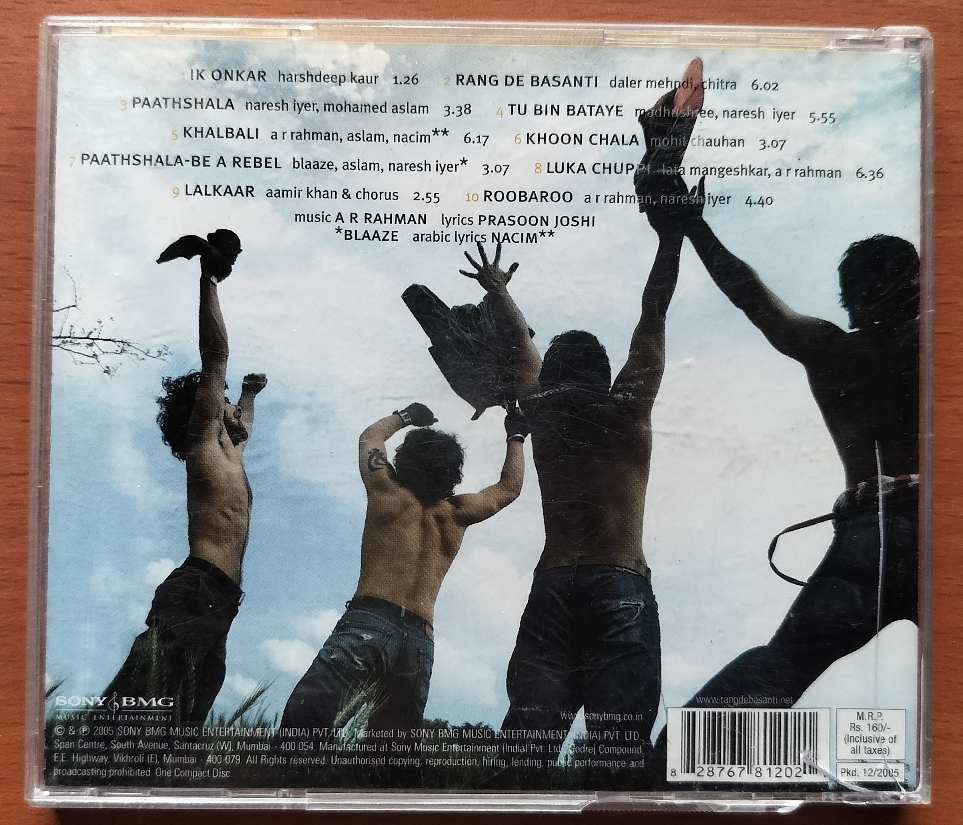 1 IK ONKAR harshdeep kaur 1.26 2 RANG DE BASANTI daler mehndi, chitra 6.02
3 PAATHSHALA naresh iyer, mohamed aslam 3.38 4 TU BIN BATAYE madhushree, naresh iyer 5.55
5 KHALBALI a r rahman, aslam, nacim** 6.17 6 KHOON CHALA mohit chauhan 3.07
7 PAATHSHALA-BE A REBEL blaaze, aslam, naresh iyer* 3.07 8 LUKA CHUPPI lata mangeshkar, a r rahman 6.36
9 LALKAAR aamir khan & chorus 2.55 10 ROOBAROO a r rahman, naresh iyer 4.40
music A R RAHMAN lyrics PRASOON JOSHI
*BLAAZE arabic lyrics NACIM**
SONY BMG
MUSIC ENTERTAINMENT
www.sonybmg.co.in
www.rangdebasanti.net
© & ℗ 2005 SONY BMG MUSIC ENTERTAINMENT (INDIA) PVT. LTD. Marketed by SONY BMG MUSIC ENTERTAINMENT (INDIA) PVT. LTD.,
Span Centre, South Avenue, Santacruz (W), Mumbai - 400 054. Manufactured at Sony Music Entertainment (India) Pvt. Ltd., Godrej Compound,
E.E. Highway, Vikhroli (E), Mumbai - 400 079. All rights reserved. Unauthorised copying, reproduction, hiring, lending, public performance and
broadcasting prohibited. One Compact Disc
8 28767 81202
M.R.P.
Rs. 160/-
(Inclusive of
all taxes)
Pkd. 12/2005